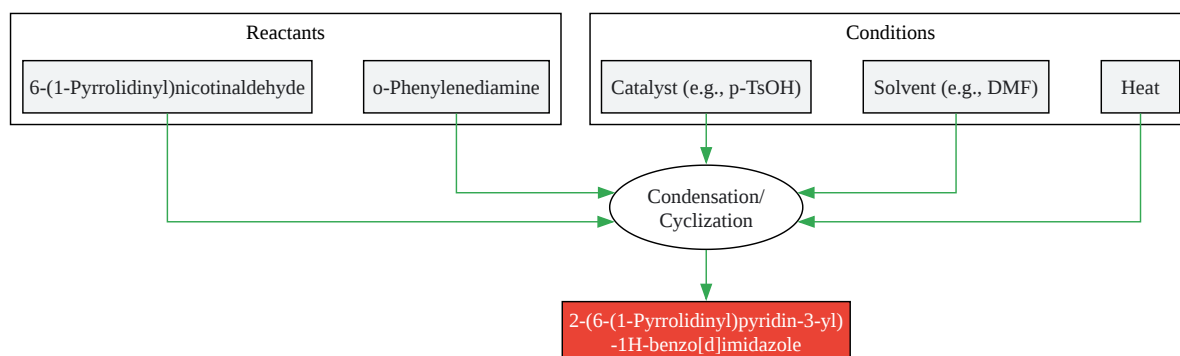 Reactants
Conditions
6-(1-Pyrrolidinyl)nicotinaldehyde
o-Phenylenediamine
Catalyst (e.g., p-TsOH)
Solvent (e.g., DMF)
Heat
Condensation/
Cyclization
2-(6-(1-Pyrrolidinyl)pyridin-3-yl)
-1H-benzo[d]imidazole